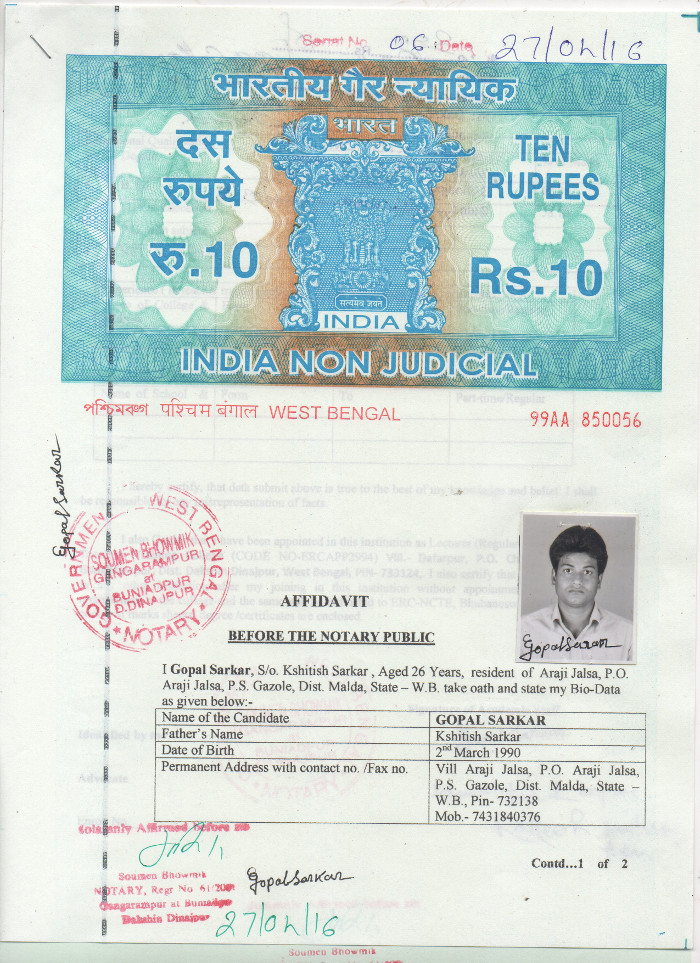 Serial No. 06 : Date 27/04/16
भारतीय गैर न्यायिक
भारत
दस
रुपये
रु.10
TEN
RUPEES
Rs.10
सत्यमेव जयते
INDIA
INDIA NON JUDICIAL
পশ্চিমবঙ্গ पश्चिम बंगाल WEST BENGAL
99AA 850056
Gopal Sarkar
GOVERNMENT WEST BENGAL
SOUMEN BHOWMIK
GANGARAMPUR
at
BUNIADPUR
D.DINAJPUR
★ NOTARY ★
Gopal Sarkar
AFFIDAVIT
BEFORE THE NOTARY PUBLIC
I Gopal Sarkar, S/o. Kshitish Sarkar , Aged 26 Years, resident of Araji Jalsa, P.O.
Araji Jalsa, P.S. Gazole, Dist. Malda, State – W.B. take oath and state my Bio-Data
as given below:-
Name of the Candidate GOPAL SARKAR
Father's Name Kshitish Sarkar
Date of Birth 2nd March 1990
Permanent Address with contact no. /Fax no. Vill Araji Jalsa, P.O. Araji Jalsa,
P.S. Gazole, Dist. Malda, State –
W.B., Pin- 732138
Mob.- 7431840376
Solemnly Affirmed before me
Contd...1 of 2
Soumen Bhowmik
NOTARY, Regr No. 61/
Gangarampur at
Dakshin Dinajpur
Gopal Sarkar
27/04/16
Soumen Bhowmik